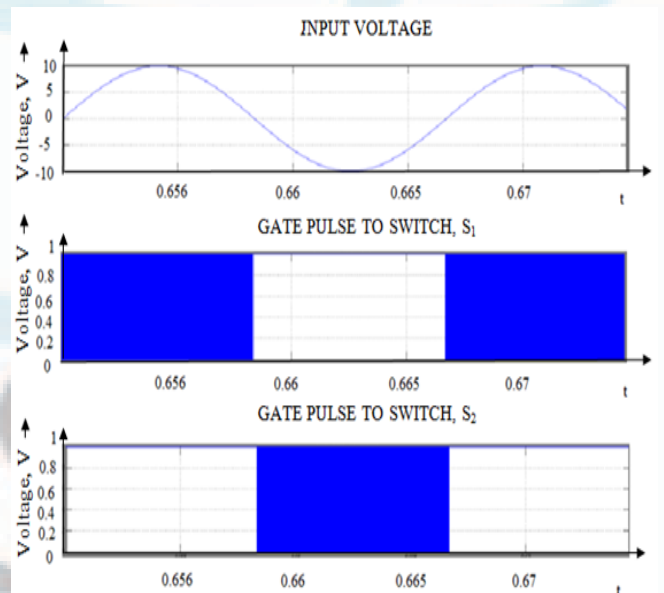 INPUT VOLTAGE
Voltage, V →
10
5
0
-5
-10
0.656 0.66 0.665 0.67 t
GATE PULSE TO SWITCH, S₁
Voltage, V →
1
0.8
0.6
0.4
0.2
0
0.656 0.66 0.665 0.67 t
GATE PULSE TO SWITCH, S₂
Voltage, V →
1
0.8
0.6
0.4
0.2
0
0.656 0.66 0.665 0.67 t